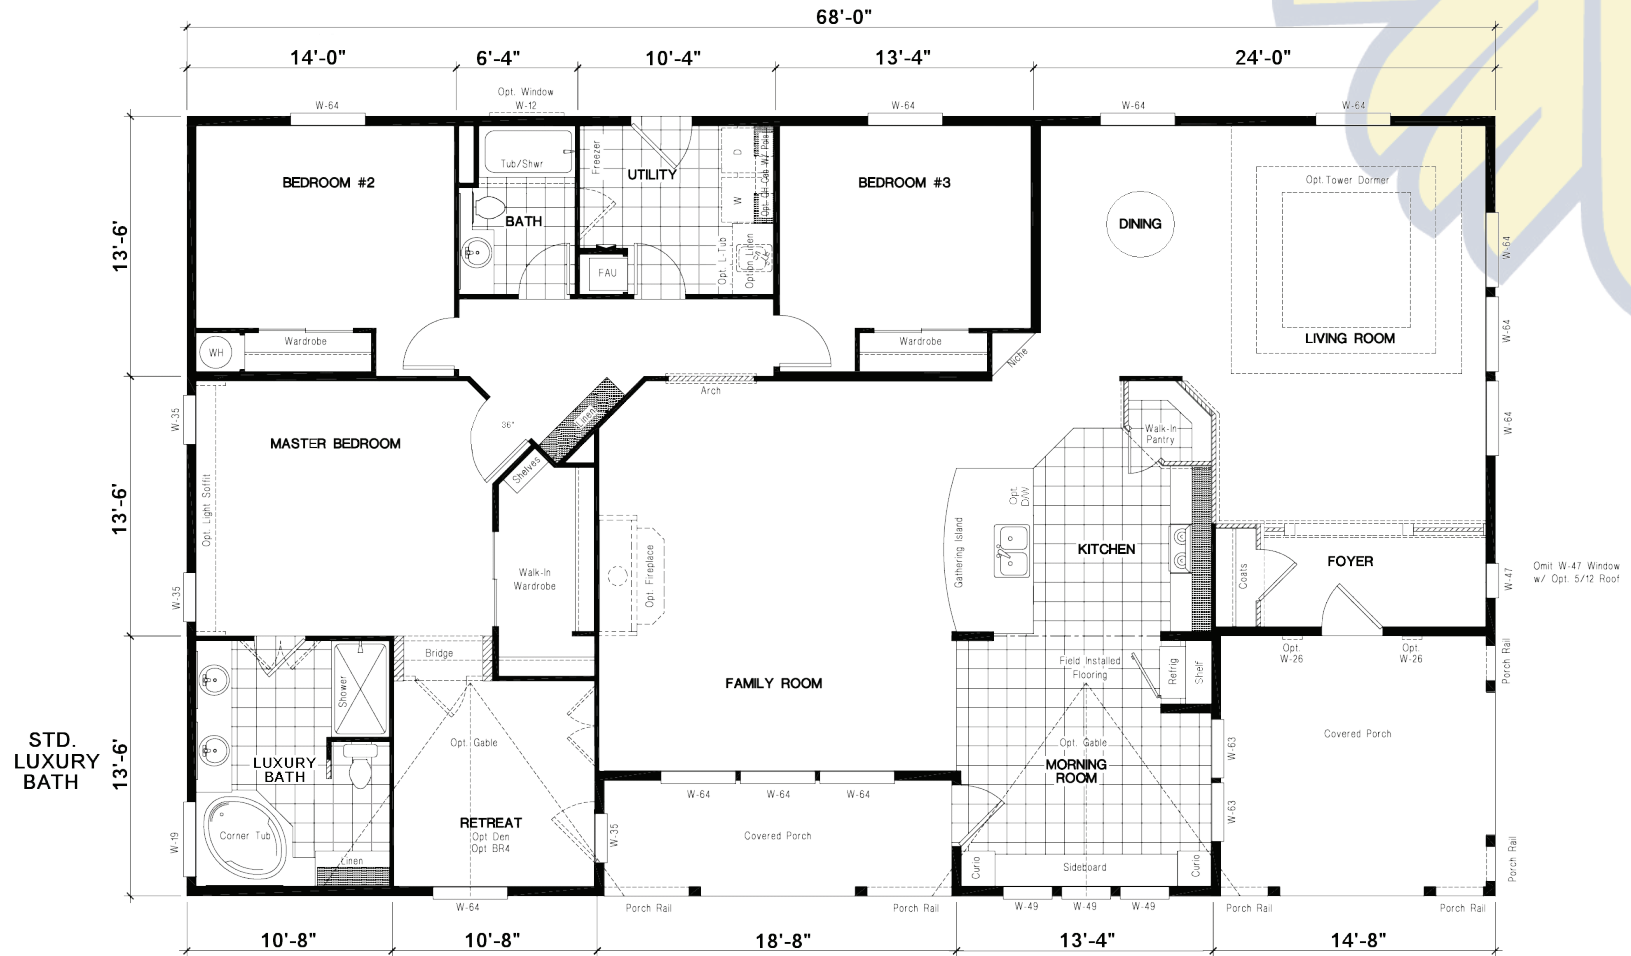 68'-0"
14'-0"
6'-4"
10'-4"
13'-4"
24'-0"
Opt. Window
W-12
W-64
W-64
W-64
W-64
13'-6"
BEDROOM #2
Tub/Shwr
BATH
Freezer
UTILITY
D
W
Opt. L-Tub
Option Linen
FAU
BEDROOM #3
DINING
Opt. Tower Dormer
LIVING ROOM
W-64
W-64
W-64
WH
Wardrobe
Wardrobe
Niche
Arch
Linen
36"
W-35
MASTER BEDROOM
Shelves
Walk-In
Pantry
13'-6"
Opt. Light Soffit
W-35
Walk-In
Wardrobe
Opt. Fireplace
Gathering Island
Opt.
D/W
KITCHEN
Coats
FOYER
W-47
Omit W-47 Window
w/ Opt. 5/12 Roof
Bridge
Shower
Field Installed
Flooring
Refrig
Shelf
Opt.
W-26
Opt.
W-26
Porch Rail
FAMILY ROOM
STD.
LUXURY
BATH
13'-6"
LUXURY
BATH
Opt. Gable
Opt. Gable
MORNING
ROOM
W-63
W-63
Covered Porch
W-64
W-64
W-64
W-19
Corner Tub
Linen
RETREAT
Opt Den
Opt BR4
W-35
Covered Porch
Curio
Sideboard
Curio
Porch Rail
W-64
Porch Rail
Porch Rail
W-49
W-49
W-49
Porch Rail
Porch Rail
10'-8"
10'-8"
18'-8"
13'-4"
14'-8"